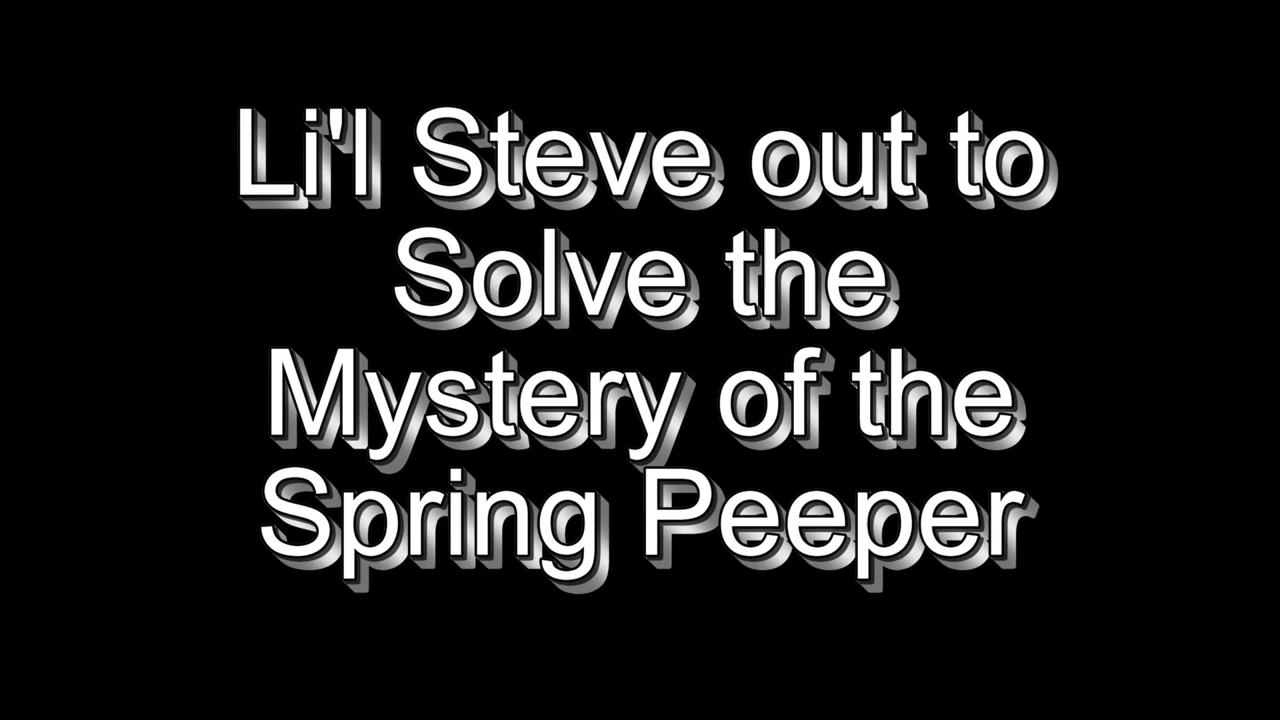 Li'l Steve out to
Solve the
Mystery of the
Spring Peeper